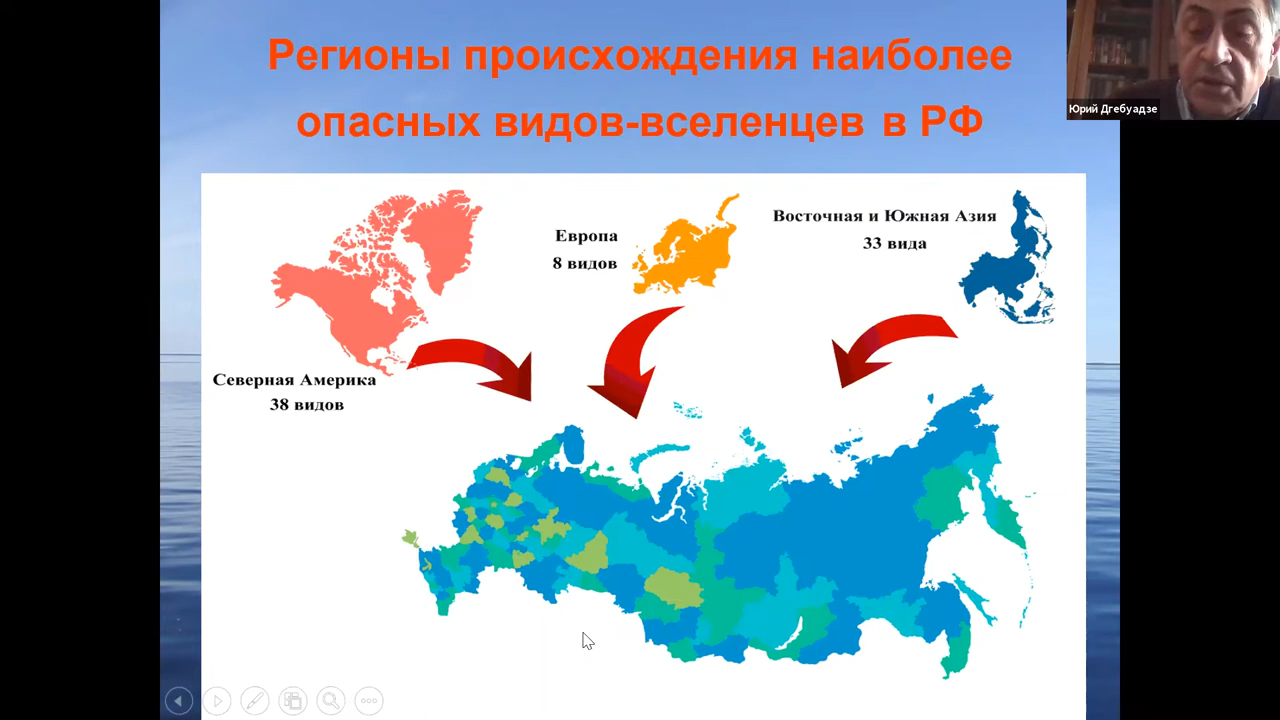 Регионы происхождения наиболее
опасных видов-вселенцев в РФ
Юрий Дгебуадзе
Европа
8 видов
Восточная и Южная Азия
33 вида
Северная Америка
38 видов